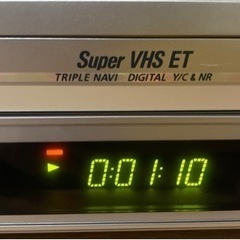 Super VHS ET
TRIPLE NAVI DIGITAL Y/C & NR
0:01:10